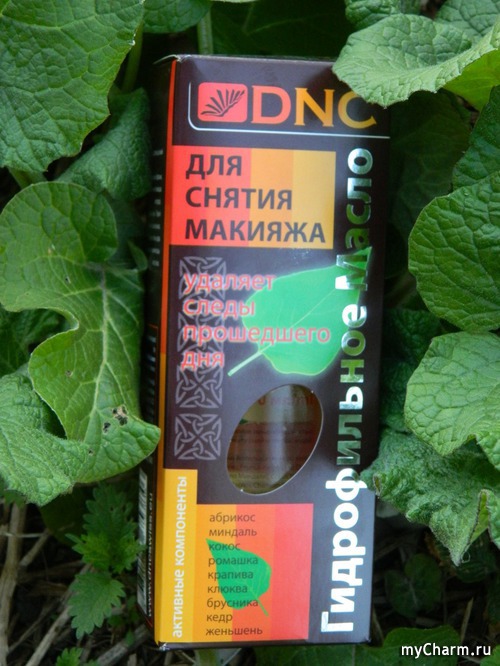 DNC
ДЛЯ
СНЯТИЯ
МАКИЯЖА
удаляет
следы
прошедшего
дня
Гидрофильное Масло
активные компоненты
абрикос
миндаль
кокос
ромашка
крапива
клюква
брусника
кедр
женьшень
myCharm.ru